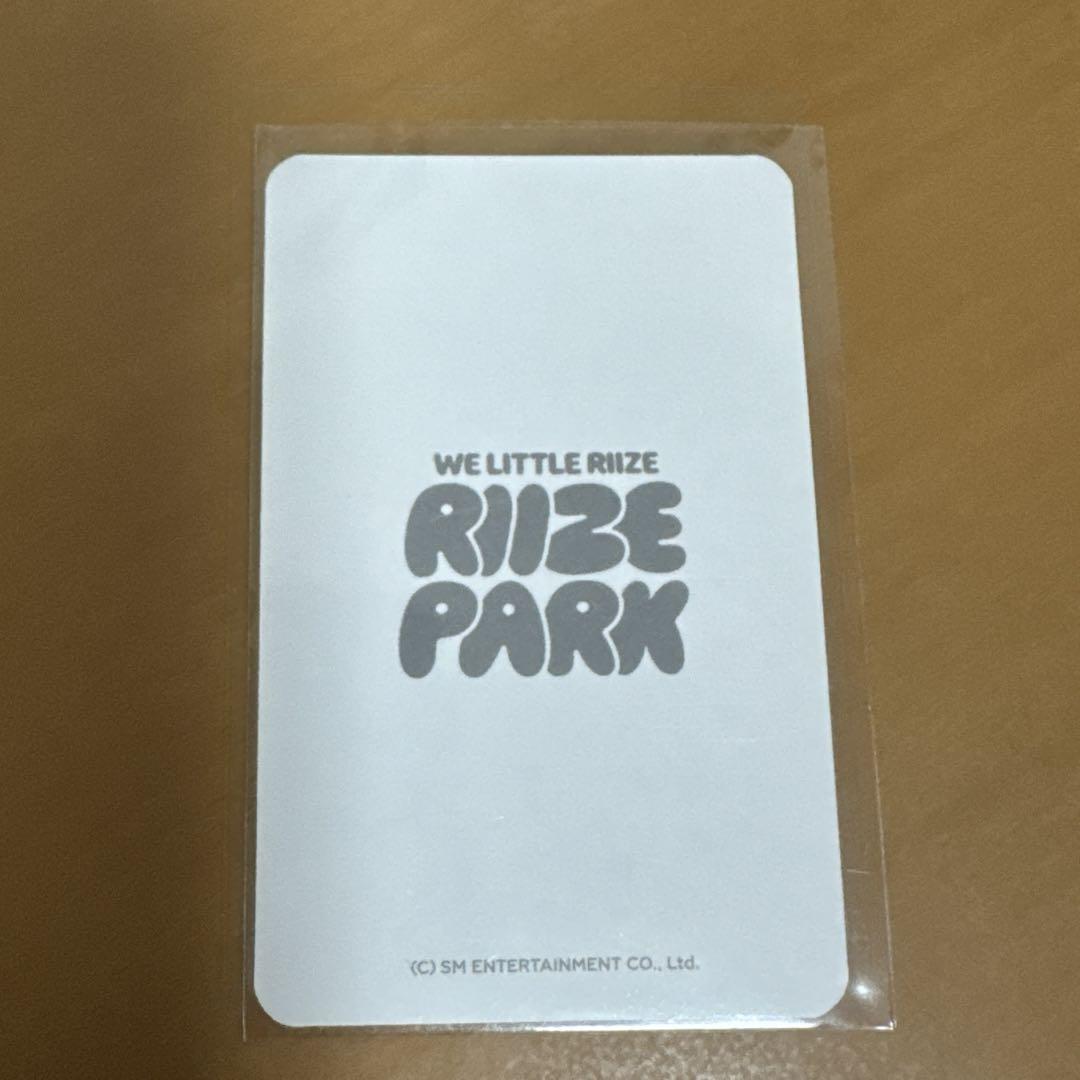 WE LITTLE RIIZE
RIIZE
PARK
(C) SM ENTERTAINMENT CO., Ltd.